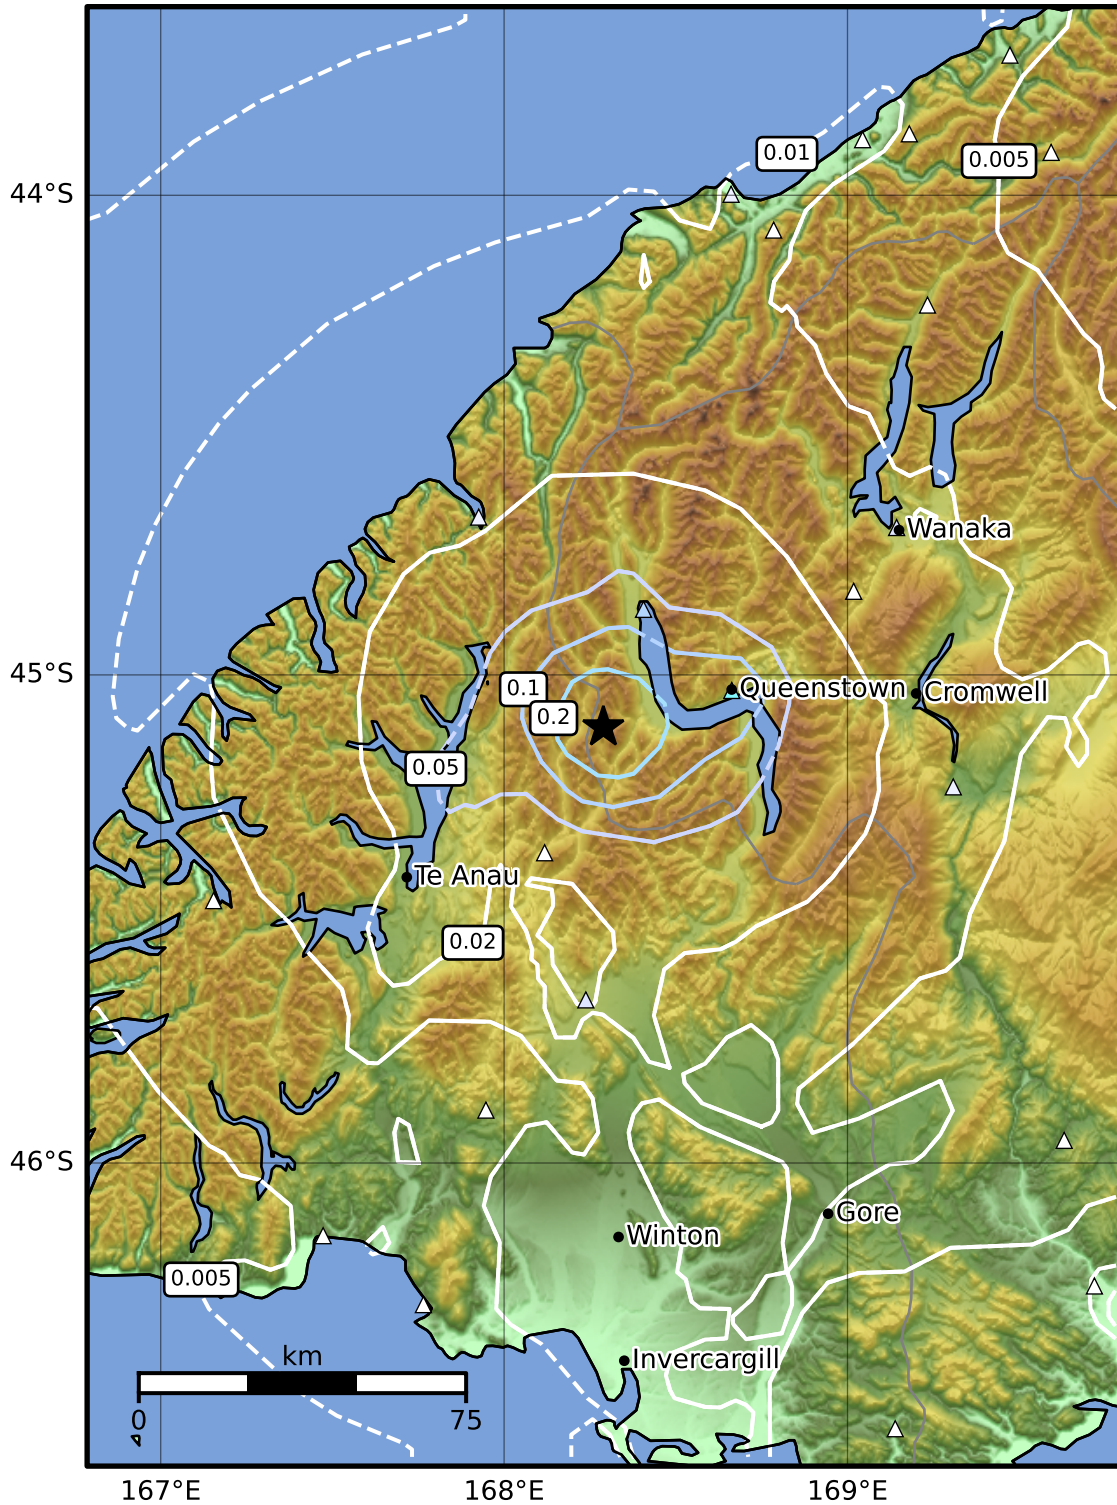 0.01
0.005
44°S
Wanaka
45°S
0.1
Queenstown
Cromwell
0.2
0.05
Te Anau
0.02
46°S
Gore
Winton
0.005
km
Invercargill
0
75
167°E
168°E
169°E